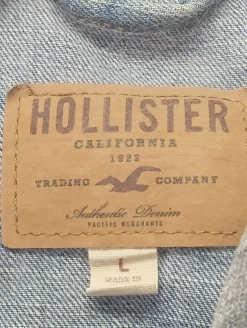 HOLLISTER
CALIFORNIA
1922
TRADING COMPANY
Authentic Denim
PACIFIC MERCHANTS
L
MADE IN